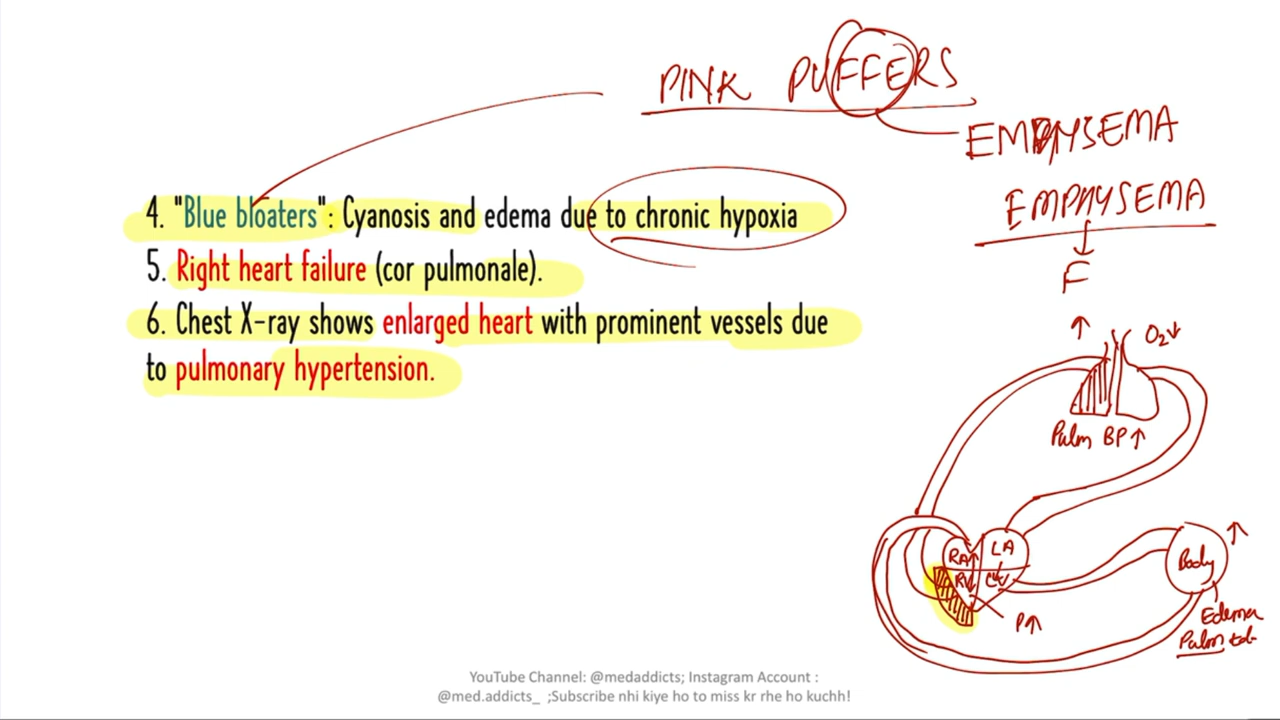 PINK PUFFERS
EMPHYSEMA
EMPHYSEMA
F
4. "Blue bloaters": Cyanosis and edema due to chronic hypoxia
5. Right heart failure (cor pulmonale).
6. Chest X-ray shows enlarged heart with prominent vessels due
to pulmonary hypertension.
↑ O₂↓
Palm BP↑
RA↑ LA
RV LV
Body ↑
P↑
Edema
Palm
YouTube Channel: @medaddicts; Instagram Account :
@med.addicts_ ;Subscribe nhi kiye ho to miss kr rhe ho kuchh!